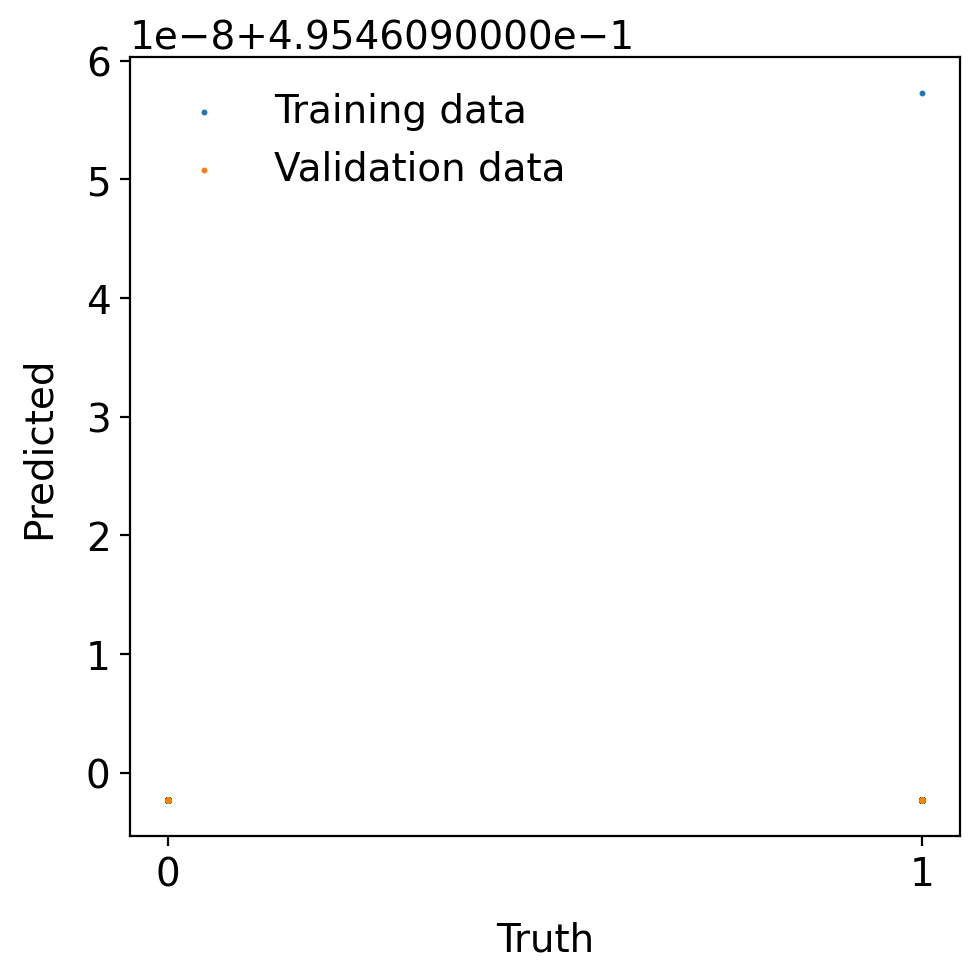 1e−8+4.9546090000e−1
6
Training data
Validation data
5
4
3
2
1
0
Predicted
0 1
Truth